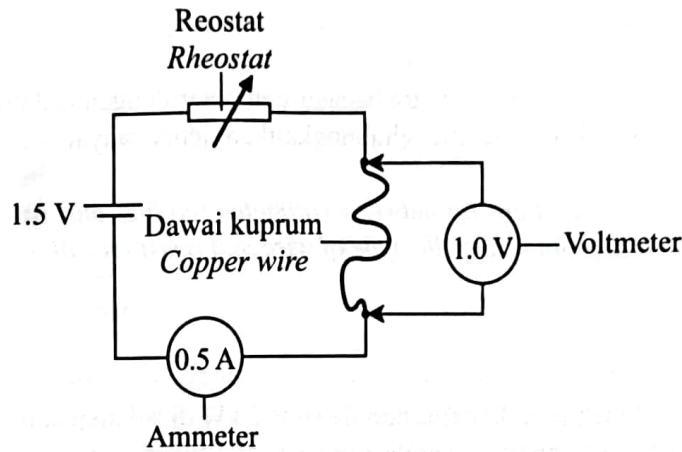 Reostat
Rheostat
1.5 V
Dawai kuprum
Copper wire
1.0 V
Voltmeter
0.5 A
Ammeter